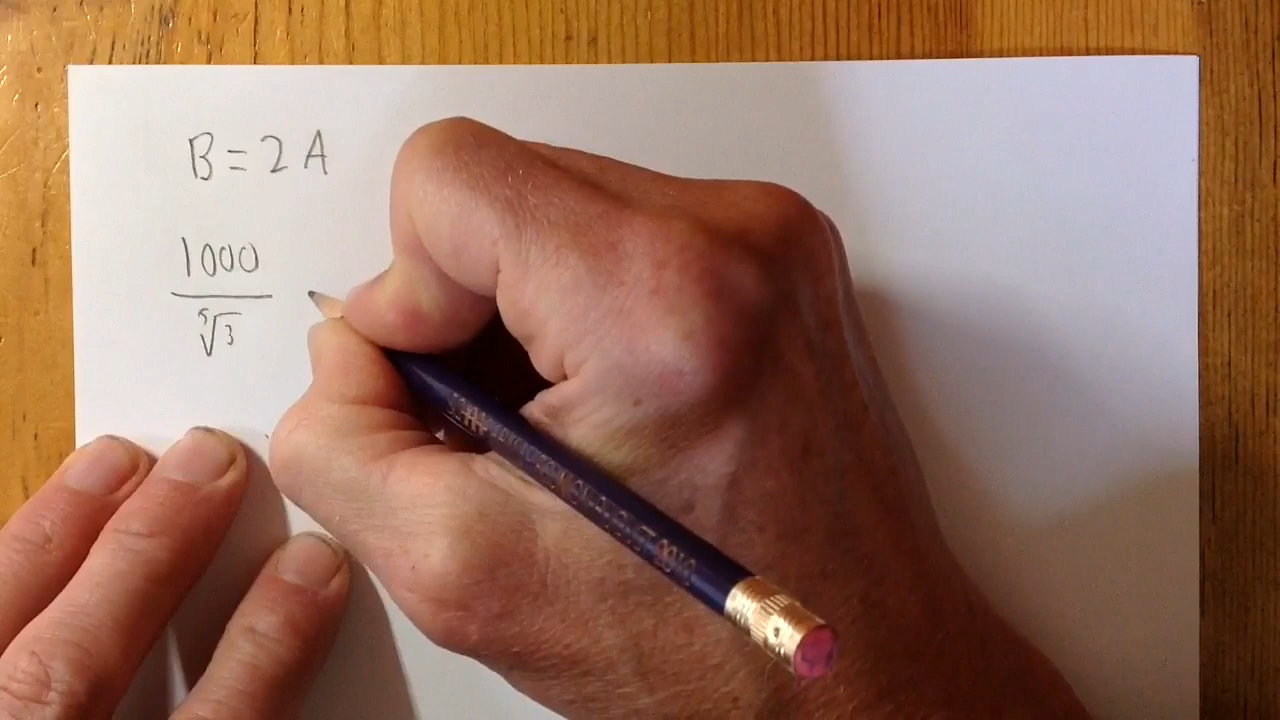 B = 2A
1000
⁵√3